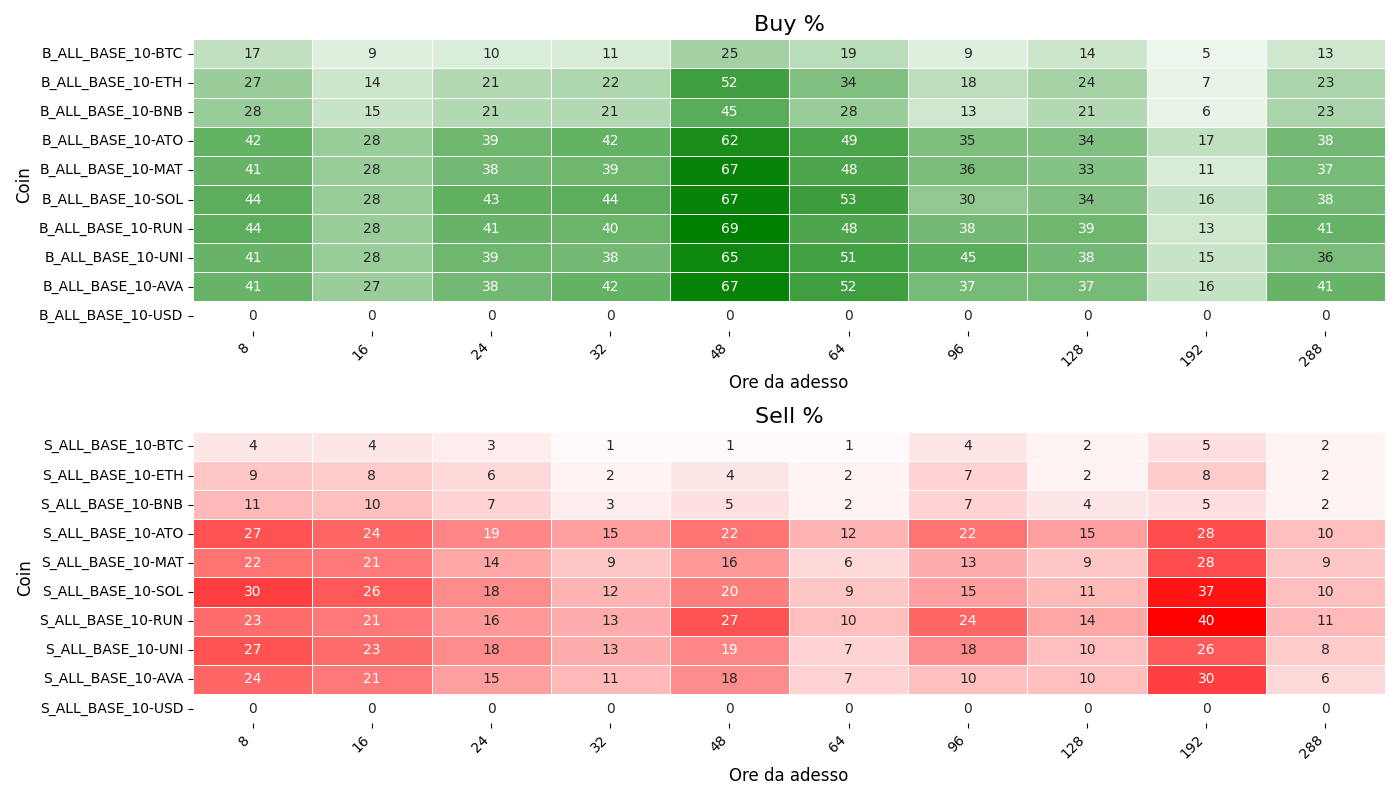 Buy %
Coin
B_ALL_BASE_10-BTC 17 9 10 11 25 19 9 14 5 13
B_ALL_BASE_10-ETH 27 14 21 22 52 34 18 24 7 23
B_ALL_BASE_10-BNB 28 15 21 21 45 28 13 21 6 23
B_ALL_BASE_10-ATO 42 28 39 42 62 49 35 34 17 38
B_ALL_BASE_10-MAT 41 28 38 39 67 48 36 33 11 37
B_ALL_BASE_10-SOL 44 28 43 44 67 53 30 34 16 38
B_ALL_BASE_10-RUN 44 28 41 40 69 48 38 39 13 41
B_ALL_BASE_10-UNI 41 28 39 38 65 51 45 38 15 36
B_ALL_BASE_10-AVA 41 27 38 42 67 52 37 37 16 41
B_ALL_BASE_10-USD 0 0 0 0 0 0 0 0 0 0
8 16 24 32 48 64 96 128 192 288
Ore da adesso
Sell %
Coin
S_ALL_BASE_10-BTC 4 4 3 1 1 1 4 2 5 2
S_ALL_BASE_10-ETH 9 8 6 2 4 2 7 2 8 2
S_ALL_BASE_10-BNB 11 10 7 3 5 2 7 4 5 2
S_ALL_BASE_10-ATO 27 24 19 15 22 12 22 15 28 10
S_ALL_BASE_10-MAT 22 21 14 9 16 6 13 9 28 9
S_ALL_BASE_10-SOL 30 26 18 12 20 9 15 11 37 10
S_ALL_BASE_10-RUN 23 21 16 13 27 10 24 14 40 11
S_ALL_BASE_10-UNI 27 23 18 13 19 7 18 10 26 8
S_ALL_BASE_10-AVA 24 21 15 11 18 7 10 10 30 6
S_ALL_BASE_10-USD 0 0 0 0 0 0 0 0 0 0
8 16 24 32 48 64 96 128 192 288
Ore da adesso